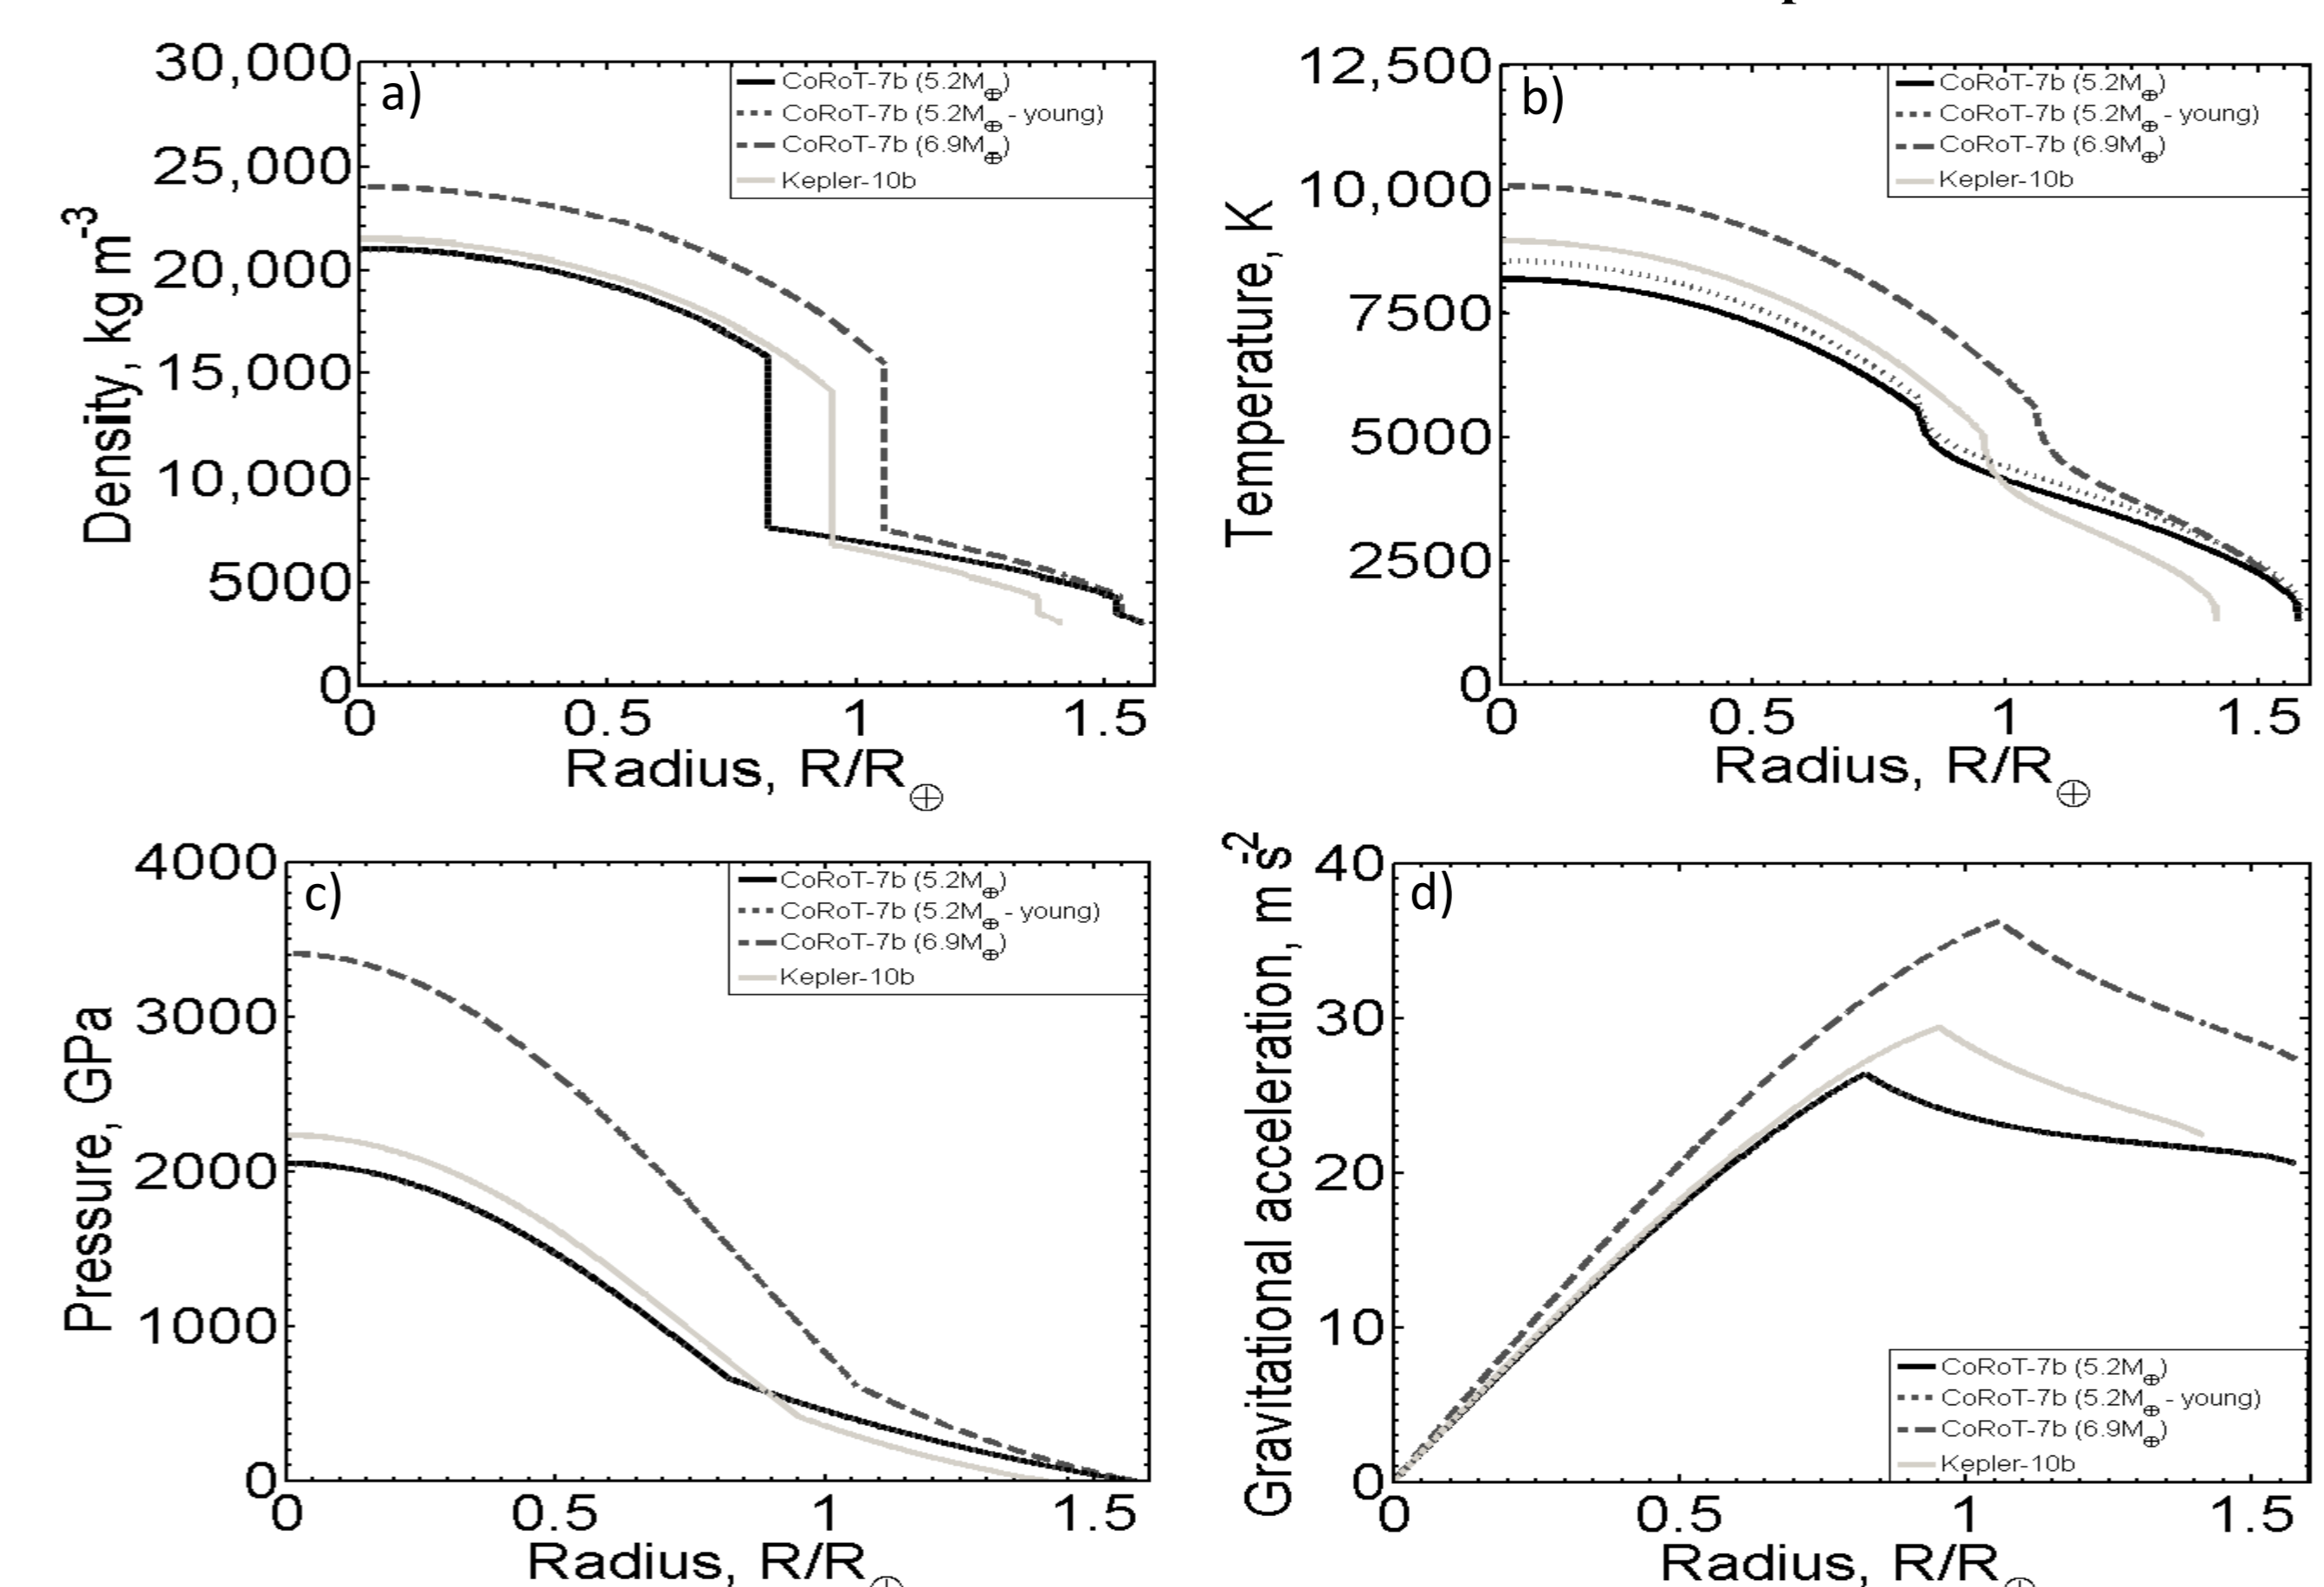 a)
30,000
25,000
20,000
15,000
10,000
5000
0
0 0.5 1 1.5
Density, kg m-3
Radius, R/R⊕
CoRoT-7b (5.2M⊕)
CoRoT-7b (5.2M⊕ - young)
CoRoT-7b (6.9M⊕)
Kepler-10b
b)
12,500
10,000
7500
5000
2500
0
0 0.5 1 1.5
Temperature, K
Radius, R/R⊕
CoRoT-7b (5.2M⊕)
CoRoT-7b (5.2M⊕ - young)
CoRoT-7b (6.9M⊕)
Kepler-10b
c)
4000
3000
2000
1000
0
0 0.5 1 1.5
Pressure, GPa
Radius, R/R⊕
CoRoT-7b (5.2M⊕)
CoRoT-7b (5.2M⊕ - young)
CoRoT-7b (6.9M⊕)
Kepler-10b
d)
40
30
20
10
0
0 0.5 1 1.5
Gravitational acceleration, m s-2
Radius, R/R⊕
CoRoT-7b (5.2M⊕)
CoRoT-7b (5.2M⊕ - young)
CoRoT-7b (6.9M⊕)
Kepler-10b